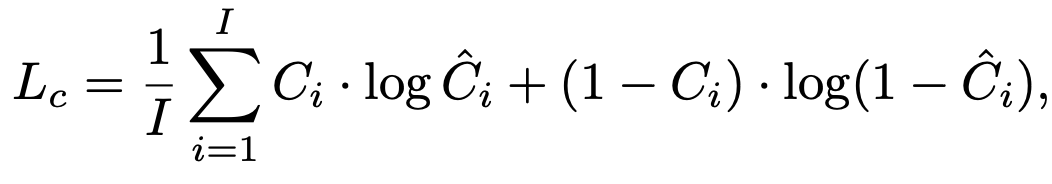 $L_c = \frac{1}{I} \sum_{i=1}^{I} C_i \cdot \log \hat{C}_i + (1 - C_i) \cdot \log(1 - \hat{C}_i),$